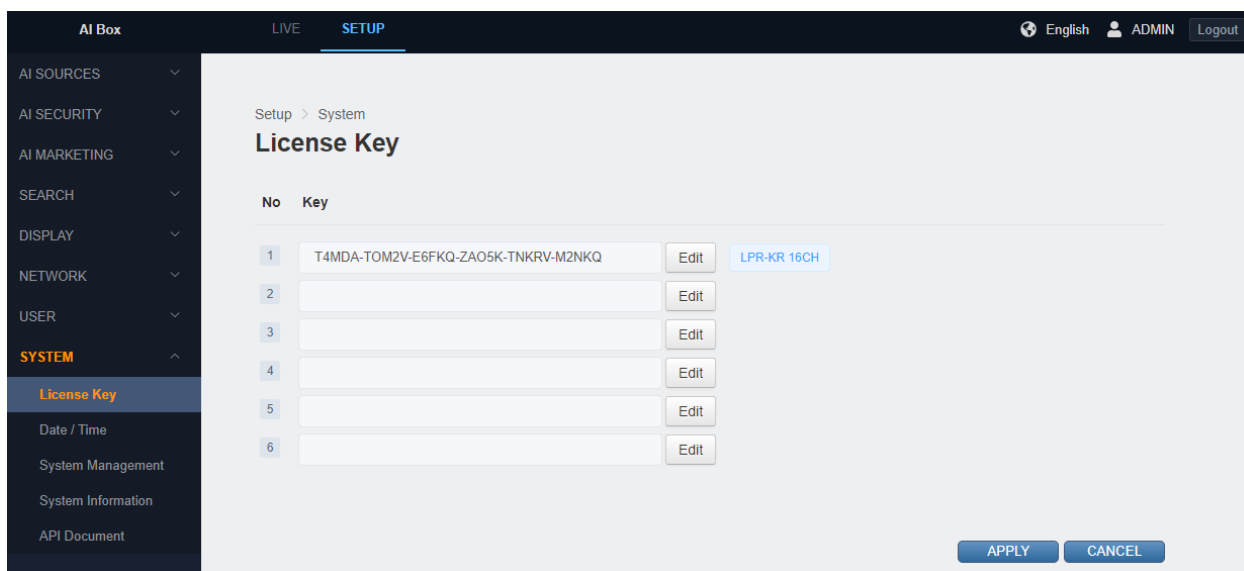 AI Box
LIVE SETUP
English ADMIN Logout
AI SOURCES
AI SECURITY
AI MARKETING
SEARCH
DISPLAY
NETWORK
USER
SYSTEM
License Key
Date / Time
System Management
System Information
API Document
Setup > System
License Key
No Key
1 T4MDA-TOM2V-E6FKQ-ZAO5K-TNKRV-M2NKQ Edit LPR-KR 16CH
2 Edit
3 Edit
4 Edit
5 Edit
6 Edit
APPLY CANCEL